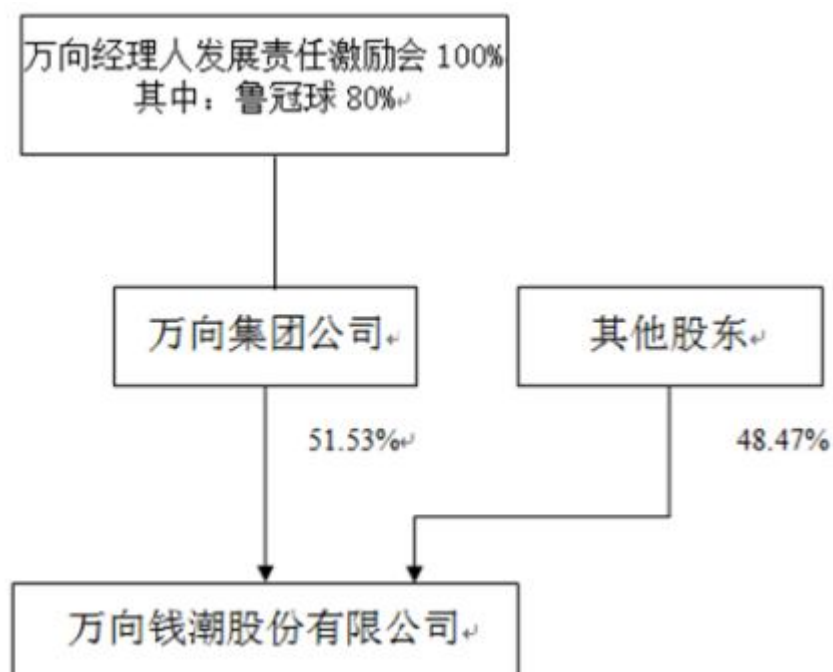 万向经理人发展责任激励会 100%
其中：鲁冠球 80%↵
万向集团公司↵
其他股东↵
51.53%↵
48.47%
万向钱潮股份有限公司↵